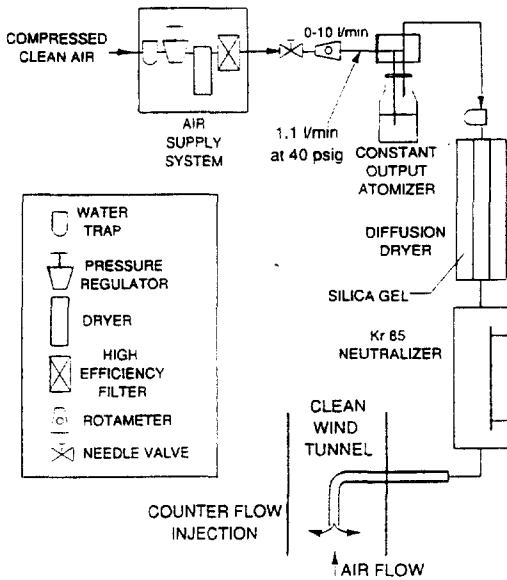 COMPRESSED
CLEAN AIR
0-10 l/min
AIR
SUPPLY
SYSTEM
1.1 l/min
at 40 psig
CONSTANT
OUTPUT
ATOMIZER
WATER
TRAP
PRESSURE
REGULATOR
DRYER
HIGH
EFFICIENCY
FILTER
ROTAMETER
NEEDLE VALVE
DIFFUSION
DRYER
SILICA GEL
Kr 85
NEUTRALIZER
CLEAN
WIND
TUNNEL
COUNTER FLOW
INJECTION
AIR FLOW